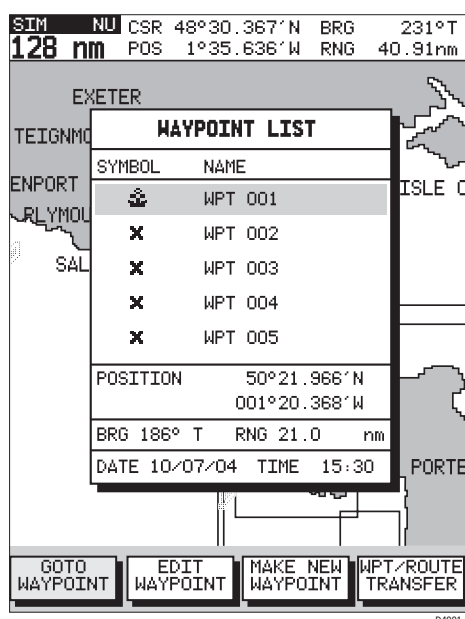 SIM NU CSR 48°30.367'N BRG 231°T
128 nm POS 1°35.636'W RNG 40.91nm
EXETER
TEIGNMO
WAYPOINT LIST
SYMBOL NAME
ENPORT
WPT 001
ISLE O
PLYMOU
WPT 002
SAL
WPT 003
WPT 004
WPT 005
POSITION 50°21.966'N
001°20.368'W
BRG 186° T RNG 21.0 nm
DATE 10/07/04 TIME 15:30
PORTE
GOTO WAYPOINT
EDIT WAYPOINT
MAKE NEW WAYPOINT
WPT/ROUTE TRANSFER